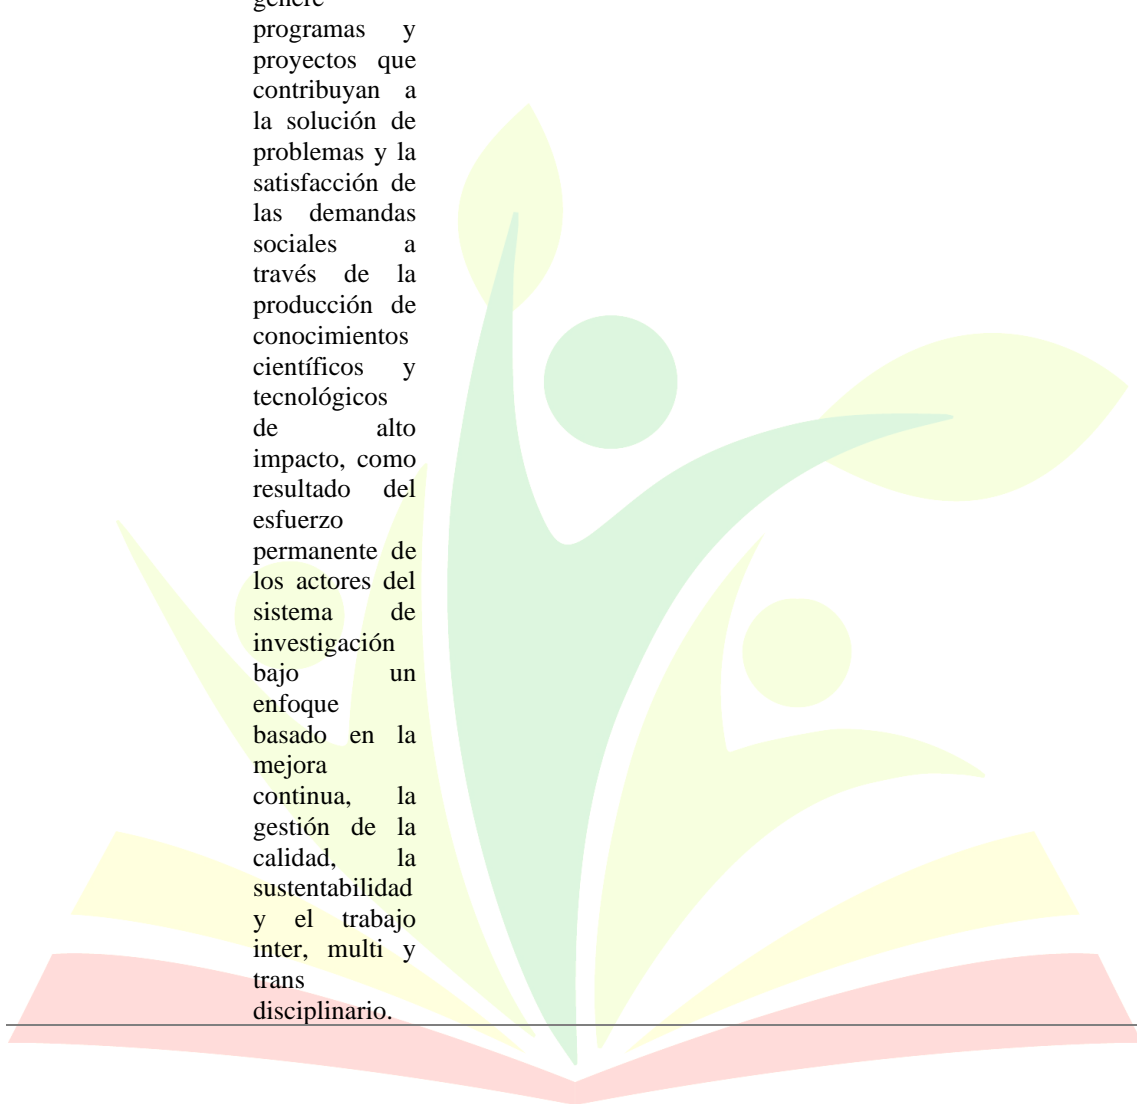 genere
programas y
proyectos que
contribuyan a
la solución de
problemas y la
satisfacción de
las demandas
sociales a
través de la
producción de
conocimientos
científicos y
tecnológicos
de alto
impacto, como
resultado del
esfuerzo
permanente de
los actores del
sistema de
investigación
bajo un
enfoque
basado en la
mejora
continua, la
gestión de la
calidad, la
sustentabilidad
y el trabajo
inter, multi y
trans
disciplinario.